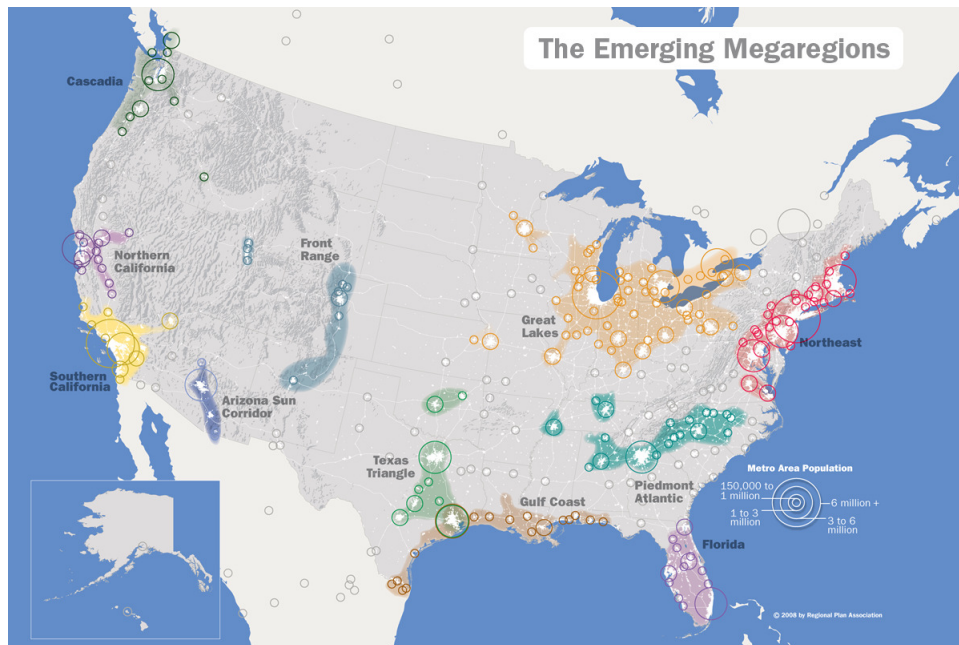 The Emerging Megaregions
Cascadia
Northern
California
Front
Range
Great
Lakes
Northeast
Southern
California
Arizona Sun
Corridor
Texas
Triangle
Piedmont
Atlantic
Gulf Coast
Florida
Metro Area Population
150,000 to
1 million
1 to 3
million
6 million +
3 to 6
million
© 2008 by Regional Plan Association